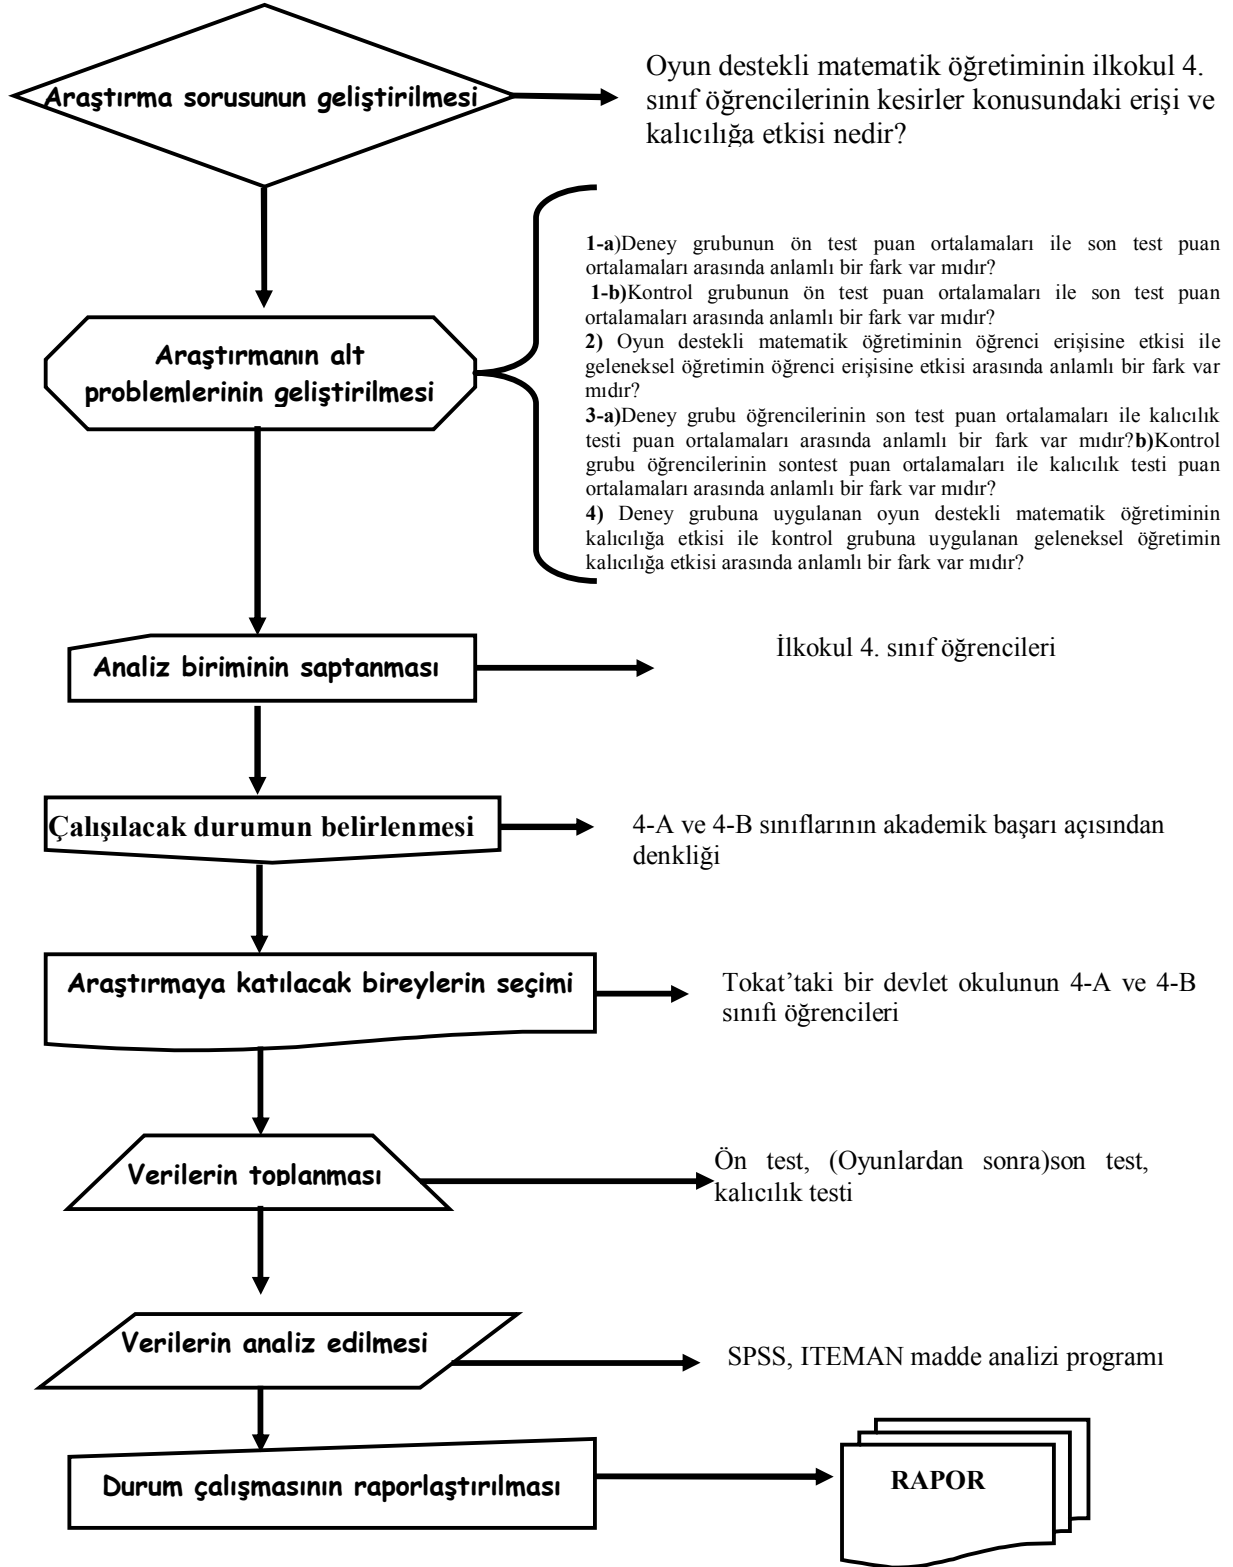 Araştırma sorusunun geliştirilmesi
Oyun destekli matematik öğretiminin ilkokul 4.
sınıf öğrencilerinin kesirler konusundaki erişi ve
kalıcılığa etkisi nedir?
Araştırmanın alt
problemlerinin geliştirilmesi
1-a)Deney grubunun ön test puan ortalamaları ile son test puan
ortalamaları arasında anlamlı bir fark var mıdır?
1-b)Kontrol grubunun ön test puan ortalamaları ile son test puan
ortalamaları arasında anlamlı bir fark var mıdır?
2) Oyun destekli matematik öğretiminin öğrenci erişisine etkisi ile
geleneksel öğretimin öğrenci erişisine etkisi arasında anlamlı bir fark var
mıdır?
3-a)Deney grubu öğrencilerinin son test puan ortalamaları ile kalıcılık
testi puan ortalamaları arasında anlamlı bir fark var mıdır?b)Kontrol
grubu öğrencilerinin sontest puan ortalamaları ile kalıcılık testi puan
ortalamaları arasında anlamlı bir fark var mıdır?
4) Deney grubuna uygulanan oyun destekli matematik öğretiminin
kalıcılığa etkisi ile kontrol grubuna uygulanan geleneksel öğretimin
kalıcılığa etkisi arasında anlamlı bir fark var mıdır?
Analiz biriminin saptanması
İlkokul 4. sınıf öğrencileri
Çalışılacak durumun belirlenmesi
4-A ve 4-B sınıflarının akademik başarı açısından
denkliği
Araştırmaya katılacak bireylerin seçimi
Tokat’taki bir devlet okulunun 4-A ve 4-B
sınıfı öğrencileri
Verilerin toplanması
Ön test, (Oyunlardan sonra)son test,
kalıcılık testi
Verilerin analiz edilmesi
SPSS, ITEMAN madde analizi programı
Durum çalışmasının raporlaştırılması
RAPOR